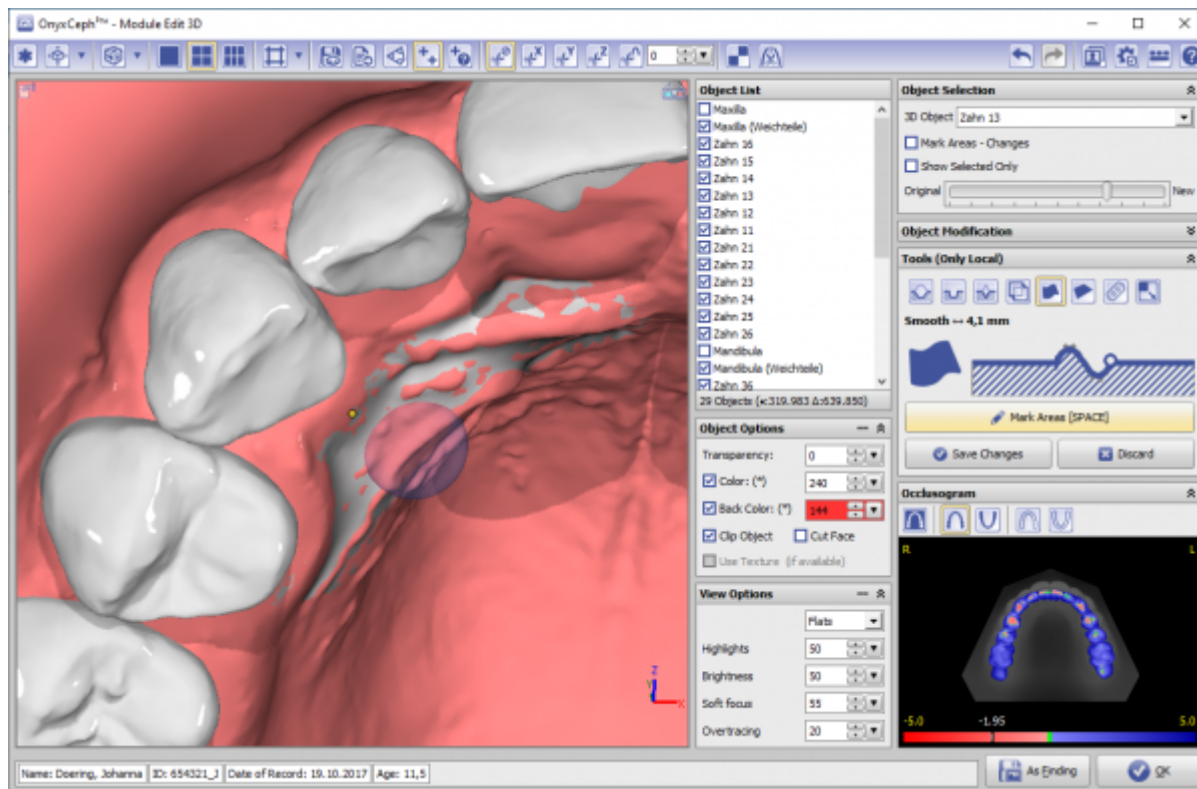 OnyxCeph³™ - Module Edit 3D
0
Object List
Maxilla
Maxilla (Weichteile)
Zahn 16
Zahn 15
Zahn 14
Zahn 13
Zahn 12
Zahn 11
Zahn 21
Zahn 22
Zahn 23
Zahn 24
Zahn 25
Zahn 26
Mandibula
Mandibula (Weichteile)
Zahn 36
29 Objects (∢:319.983 Δ:639.850)
Object Options
Transparency: 0
Color: (*) 240
Back Color: (*) 144
Clip Object Cut Face
Use Texture (if available)
View Options
Flats
Highlights 50
Brightness 50
Soft focus 55
Overtracing 20
Object Selection
3D Object Zahn 13
Mark Areas - Changes
Show Selected Only
Original New
Object Modification
Tools (Only Local)
Smooth ↔ 4,1 mm
Mark Areas [SPACE]
Save Changes Discard
Occlusogram
R L
-5.0 -1.95 5.0
Z
Y
X
Name: Doering, Johanna ID: 654321_J Date of Record: 19.10.2017 Age: 11,5
As Finding OK